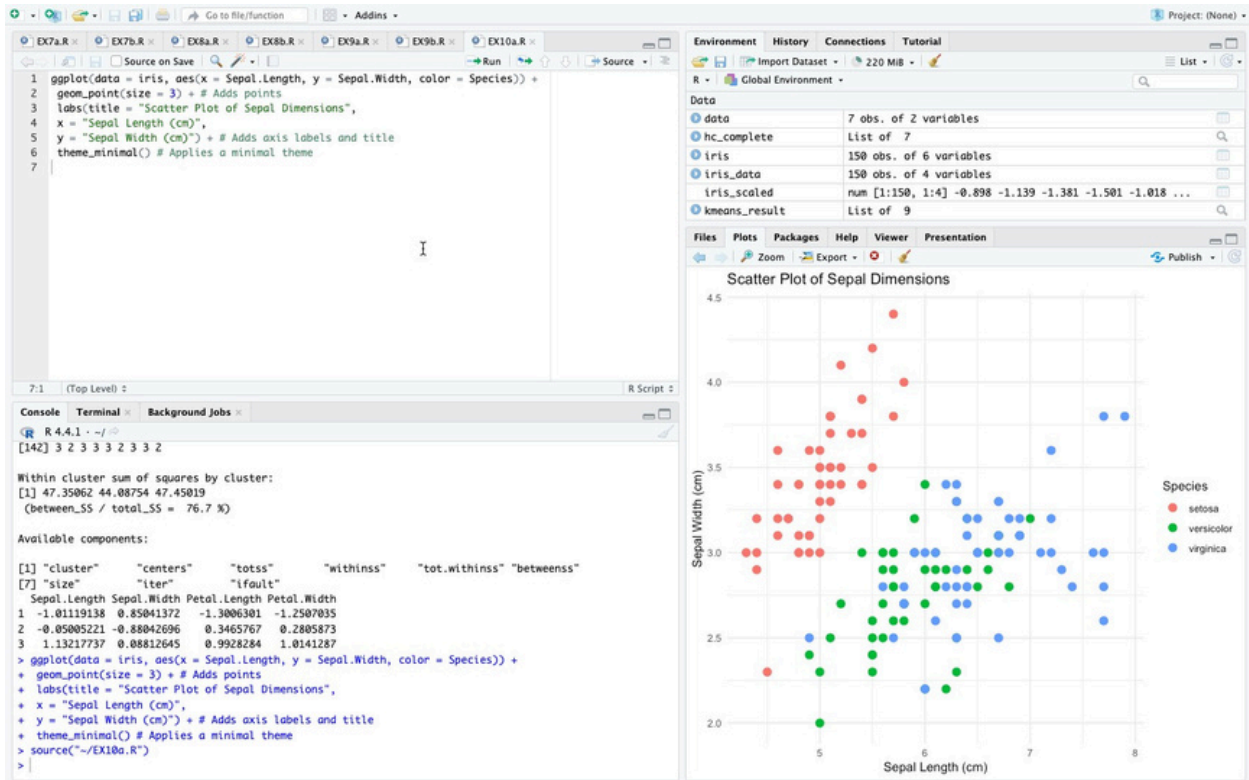 Go to file/function
Addins
Project: (None)
EX7a.R EX7b.R EX8a.R EX8b.R EX9a.R EX9b.R EX10a.R
Source on Save Run Source
1 ggplot(data = iris, aes(x = Sepal.Length, y = Sepal.Width, color = Species)) +
2 geom_point(size = 3) + # Adds points
3 labs(title = "Scatter Plot of Sepal Dimensions",
4 x = "Sepal Length (cm)",
5 y = "Sepal Width (cm)") + # Adds axis labels and title
6 theme_minimal() # Applies a minimal theme
7
7:1 (Top Level) R Script
Console Terminal Background Jobs
R 4.4.1 · ~/
[142] 3 2 3 3 3 2 3 3 2
Within cluster sum of squares by cluster:
[1] 47.35062 44.08754 47.45019
(between_SS / total_SS = 76.7 %)
Available components:
[1] "cluster" "centers" "totss" "withinss" "tot.withinss" "betweenss"
[7] "size" "iter" "ifault"
Sepal.Length Sepal.Width Petal.Length Petal.Width
1 -1.01119138 0.85041372 -1.3006301 -1.2507035
2 -0.05005221 -0.88042696 0.3465767 0.2805873
3 1.13217737 0.08812645 0.9928284 1.0141287
> ggplot(data = iris, aes(x = Sepal.Length, y = Sepal.Width, color = Species)) +
+ geom_point(size = 3) + # Adds points
+ labs(title = "Scatter Plot of Sepal Dimensions",
+ x = "Sepal Length (cm)",
+ y = "Sepal Width (cm)") + # Adds axis labels and title
+ theme_minimal() # Applies a minimal theme
> source("~/EX10a.R")
>
Environment History Connections Tutorial
Import Dataset 220 MiB List
R Global Environment
Data
data 7 obs. of 2 variables
hc_complete List of 7
iris 150 obs. of 6 variables
iris_data 150 obs. of 4 variables
iris_scaled num [1:150, 1:4] -0.898 -1.139 -1.381 -1.501 -1.018 ...
kmeans_result List of 9
Files Plots Packages Help Viewer Presentation
Zoom Export Publish
Scatter Plot of Sepal Dimensions
4.5
4.0
3.5
3.0
2.5
2.0
Sepal Width (cm)
5 6 7 8
Sepal Length (cm)
Species
setosa
versicolor
virginica